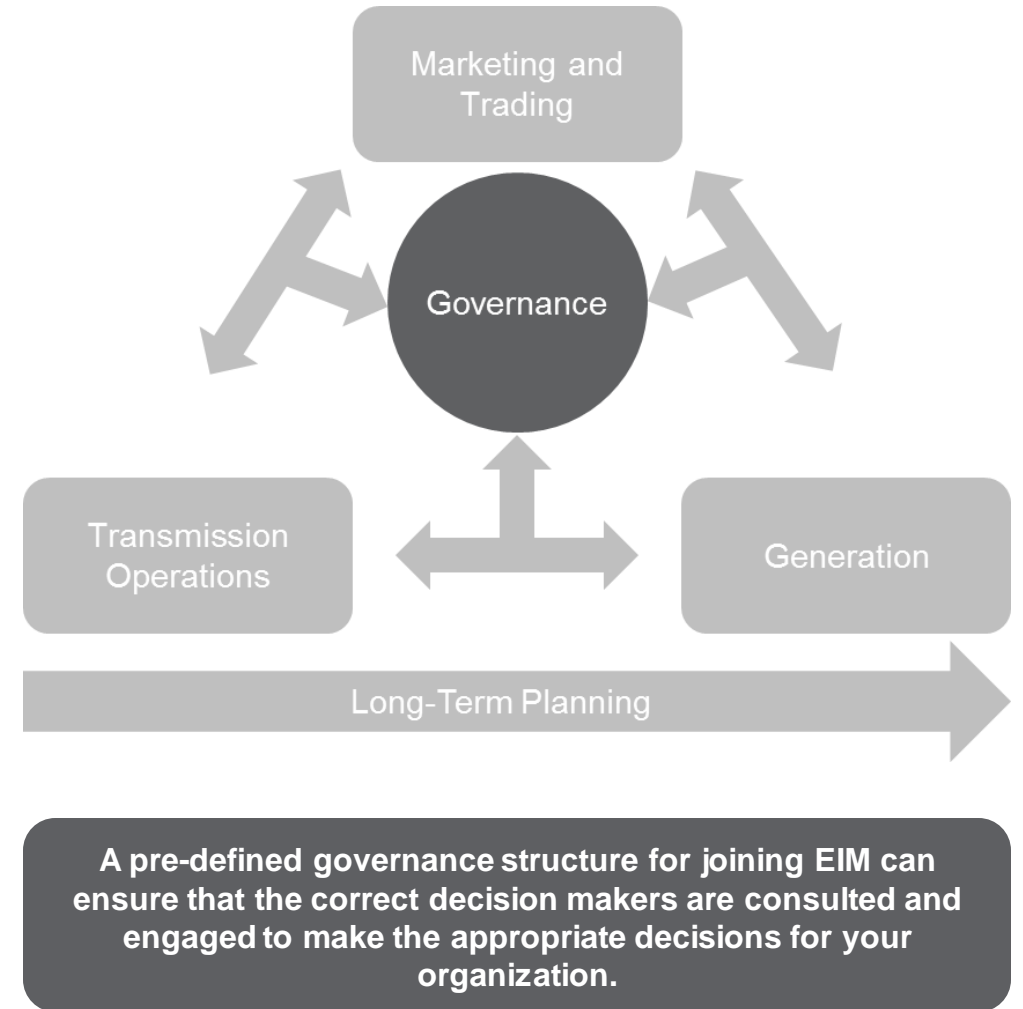 Marketing and
Trading
Governance
Transmission
Operations
Generation
Long-Term Planning
A pre-defined governance structure for joining EIM can
ensure that the correct decision makers are consulted and
engaged to make the appropriate decisions for your
organization.